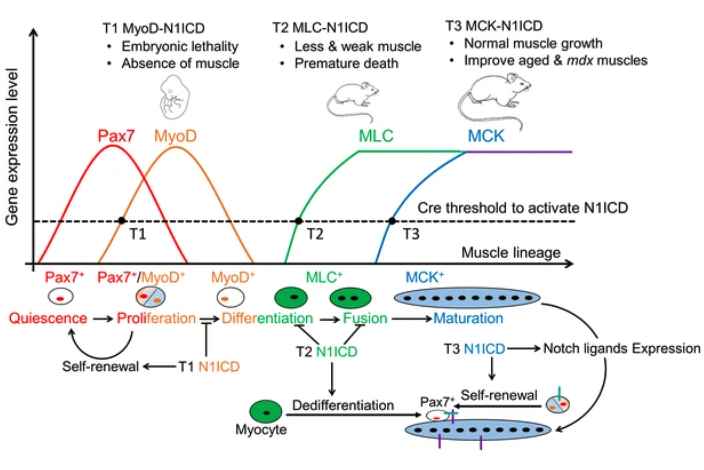 T1 MyoD-N1ICD
• Embryonic lethality
• Absence of muscle
T2 MLC-N1ICD
• Less & weak muscle
• Premature death
T3 MCK-N1ICD
• Normal muscle growth
• Improve aged & mdx muscles
Gene expression level
Pax7 MyoD MLC MCK
Cre threshold to activate N1ICD
T1 T2 T3
Muscle lineage
Pax7⁺ Pax7⁺/MyoD⁺ MyoD⁺ MLC⁺ MCK⁺
Quiescence Proliferation Differentiation Fusion Maturation
Self-renewal T1 N1ICD
T2 N1ICD
T3 N1ICD Notch ligands Expression
Dedifferentiation
Myocyte
Pax7⁺
Self-renewal